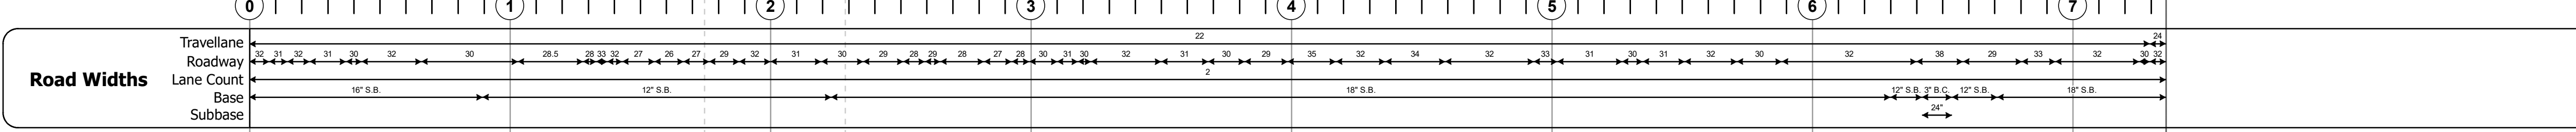 0 1 2 3 4 5 6 7
Road Widths
Travellane 22 24
Roadway 32 31 32 31 30 32 30 28.5 28 33 32 27 26 27 29 32 31 30 29 28 29 28 27 28 30 31 30 32 31 30 29 35 32 34 32 33 31 30 31 32 30 32 38 29 33 32 30 32
Lane Count 2
Base 16" S.B. 12" S.B. 18" S.B. 12" S.B. 3" B.C. 12" S.B. 18" S.B.
Subbase 24"